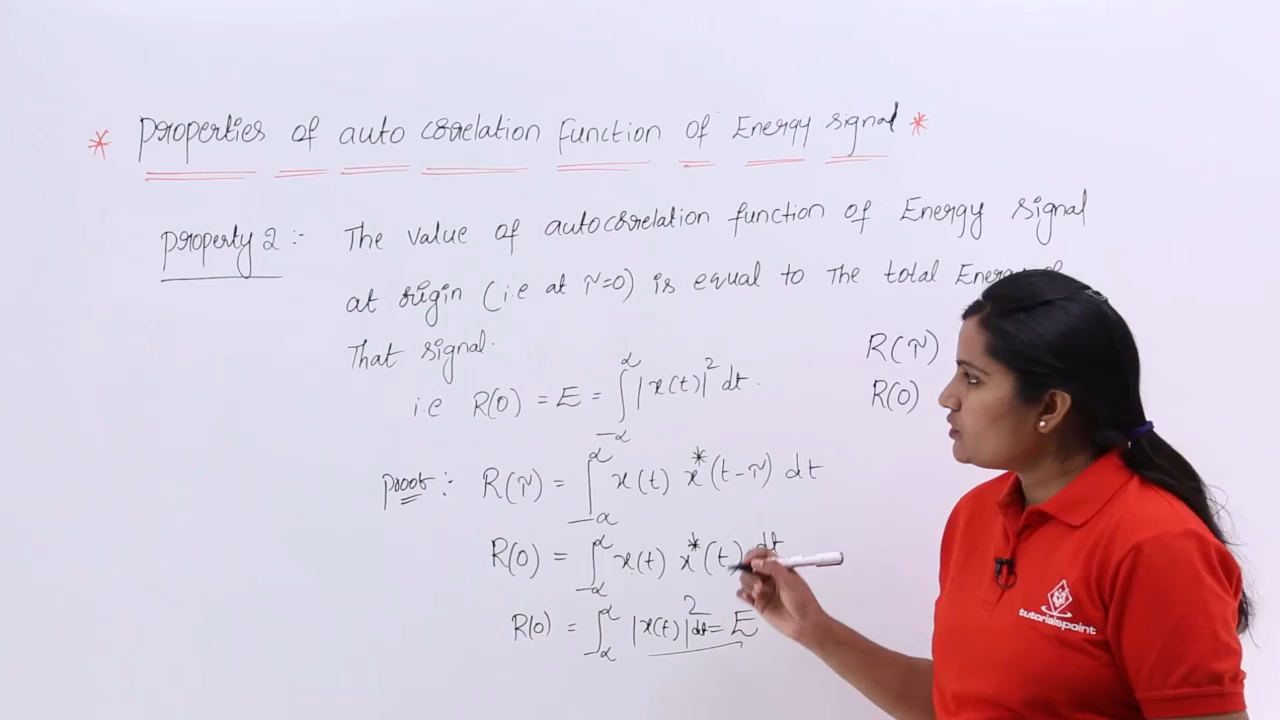 * Properties of auto correlation function of Energy signal *
Property 2 :- The value of autocorrelation function of Energy signal
at origin (i.e at τ=0) is equal to the total Energy of
That signal.
i.e R(0) = E = ∫_{-α}^{α} |x(t)|² dt.
R(τ)
R(0)
Proof : R(τ) = ∫_{-α}^{α} x(t) x*(t-τ) dt
R(0) = ∫_{-α}^{α} x(t) x*(t) dt
R(0) = ∫_{-α}^{α} |x(t)|² dt = E
tutorialspoint